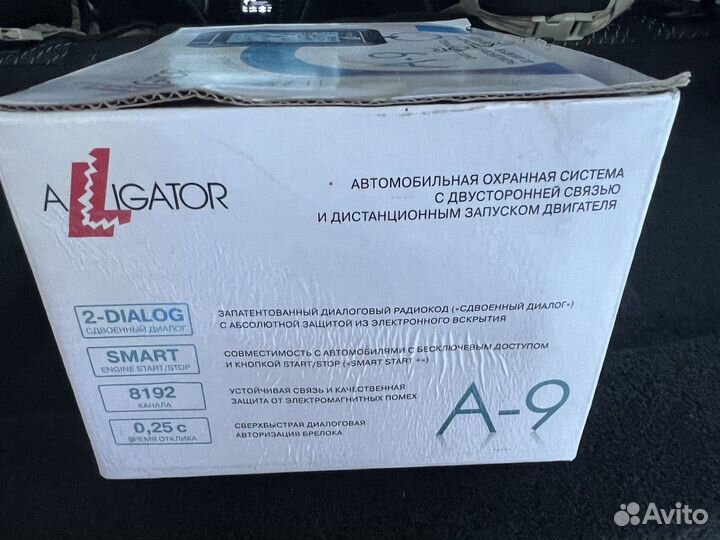 ALLIGATOR
АВТОМОБИЛЬНАЯ ОХРАННАЯ СИСТЕМА
С ДВУСТОРОННЕЙ СВЯЗЬЮ
И ДИСТАНЦИОННЫМ ЗАПУСКОМ ДВИГАТЕЛЯ
2-DIALOG
СДВОЕННЫЙ ДИАЛОГ
ЗАПАТЕНТОВАННЫЙ ДИАЛОГОВЫЙ РАДИОКОД («СДВОЕННЫЙ ДИАЛОГ»)
С АБСОЛЮТНОЙ ЗАЩИТОЙ ИЗ ЭЛЕКТРОННОГО ВСКРЫТИЯ
SMART
ENGINE START/STOP
СОВМЕСТИМОСТЬ С АВТОМОБИЛЯМИ С БЕСКЛЮЧЕВЫМ ДОСТУПОМ
И КНОПКОЙ START/STOP («SMART START +»)
8192
КАНАЛА
УСТОЙЧИВАЯ СВЯЗЬ И КАЧЕСТВЕННАЯ
ЗАЩИТА ОТ ЭЛЕКТРОМАГНИТНЫХ ПОМЕХ
0,25 с
ВРЕМЯ ОТКЛИКА
СВЕРХБЫСТРАЯ ДИАЛОГОВАЯ
АВТОРИЗАЦИЯ БРЕЛОКА
A-9
Avito